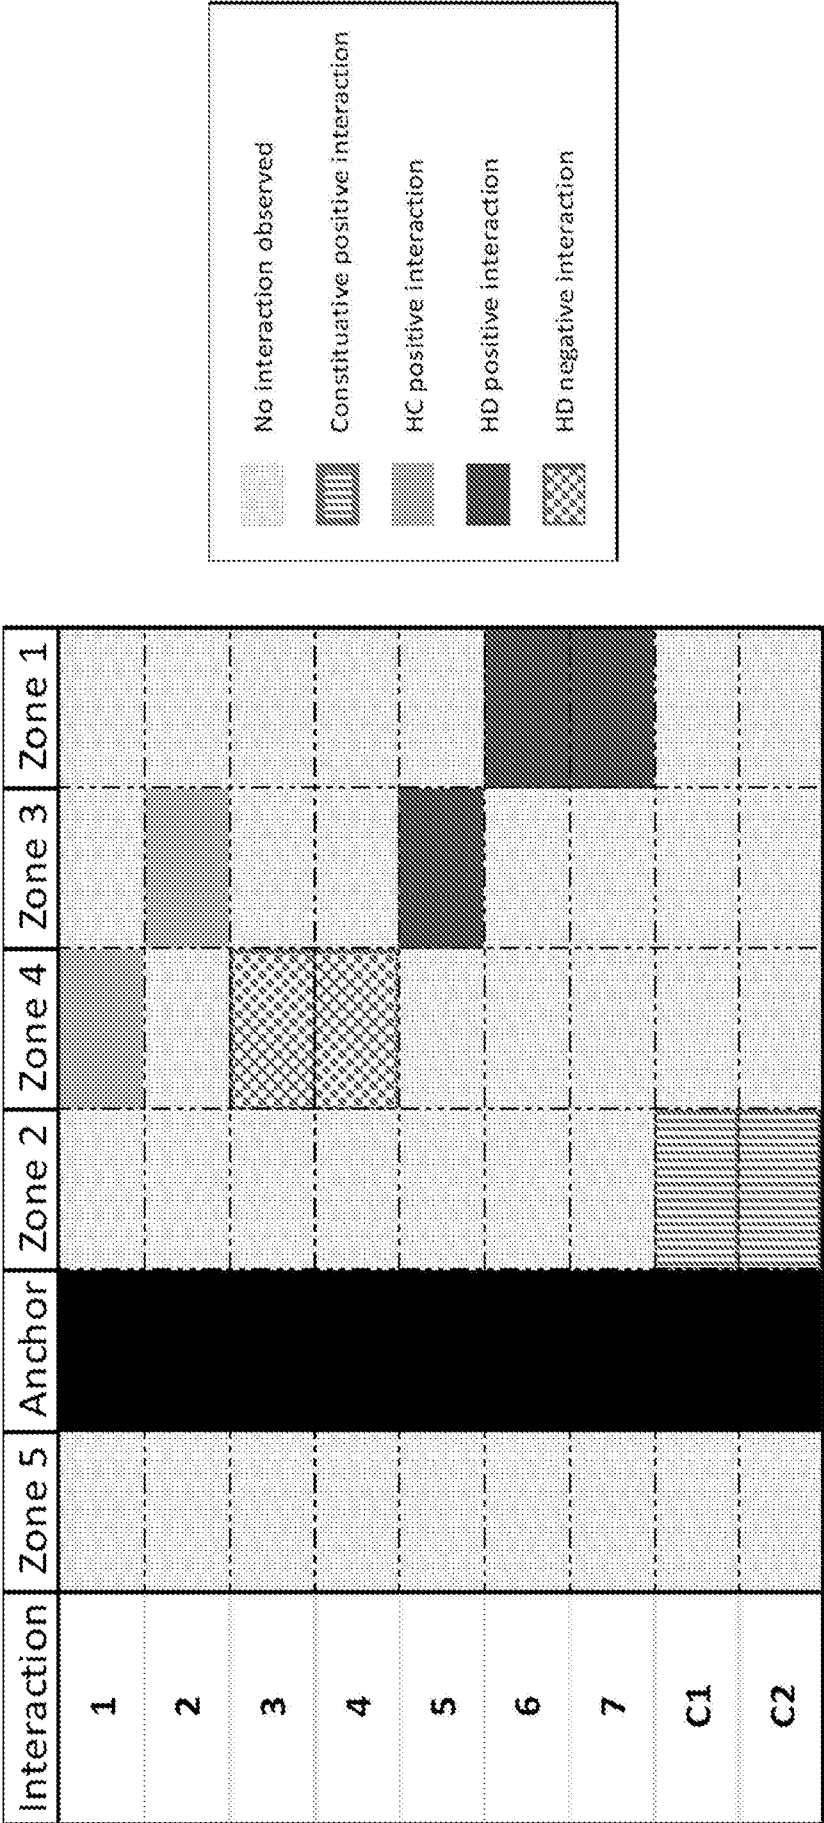 Interaction Zone 5 Anchor Zone 2 Zone 4 Zone 3 Zone 1
1
2
3
4
5
6
7
C1
C2
No interaction observed
Constituative positive interaction
HC positive interaction
HD positive interaction
HD negative interaction